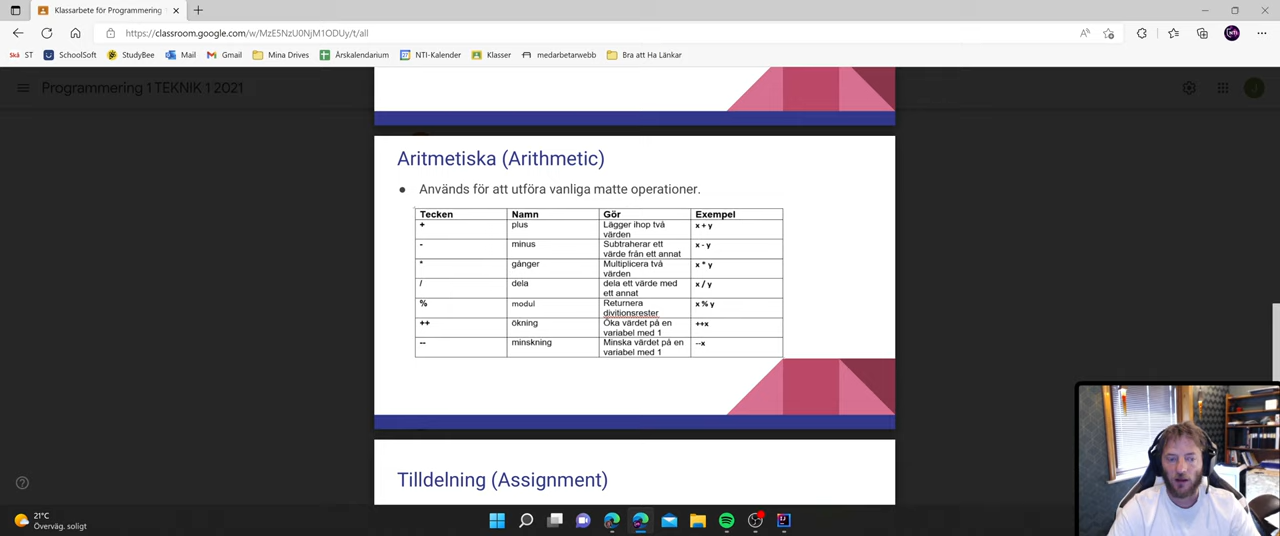 Klassarbete för Programmering
https://classroom.google.com/w/MzE5NzU0NjM1ODUy/t/all
Skä ST
SchoolSoft
StudyBee
Mail
Gmail
Mina Drives
Årskalendarium
NTI-Kalender
Klasser
medarbetarwebb
Bra att Ha Länkar
Programmering 1 TEKNIK 1 2021
J
Aritmetiska (Arithmetic)
● Används för att utföra vanliga matte operationer.
Tecken Namn Gör Exempel
+ plus Lägger ihop två x + y
värden
- minus Subtraherar ett x - y
värde från ett annat
* gånger Multiplicera två x * y
värden
/ dela dela ett värde med x / y
ett annat
% modul Returnera x % y
divitionsrester
++ ökning Öka värdet på en ++x
variabel med 1
-- minskning Minska värdet på en --x
variabel med 1
Tilldelning (Assignment)
21°C
Överväg. soligt